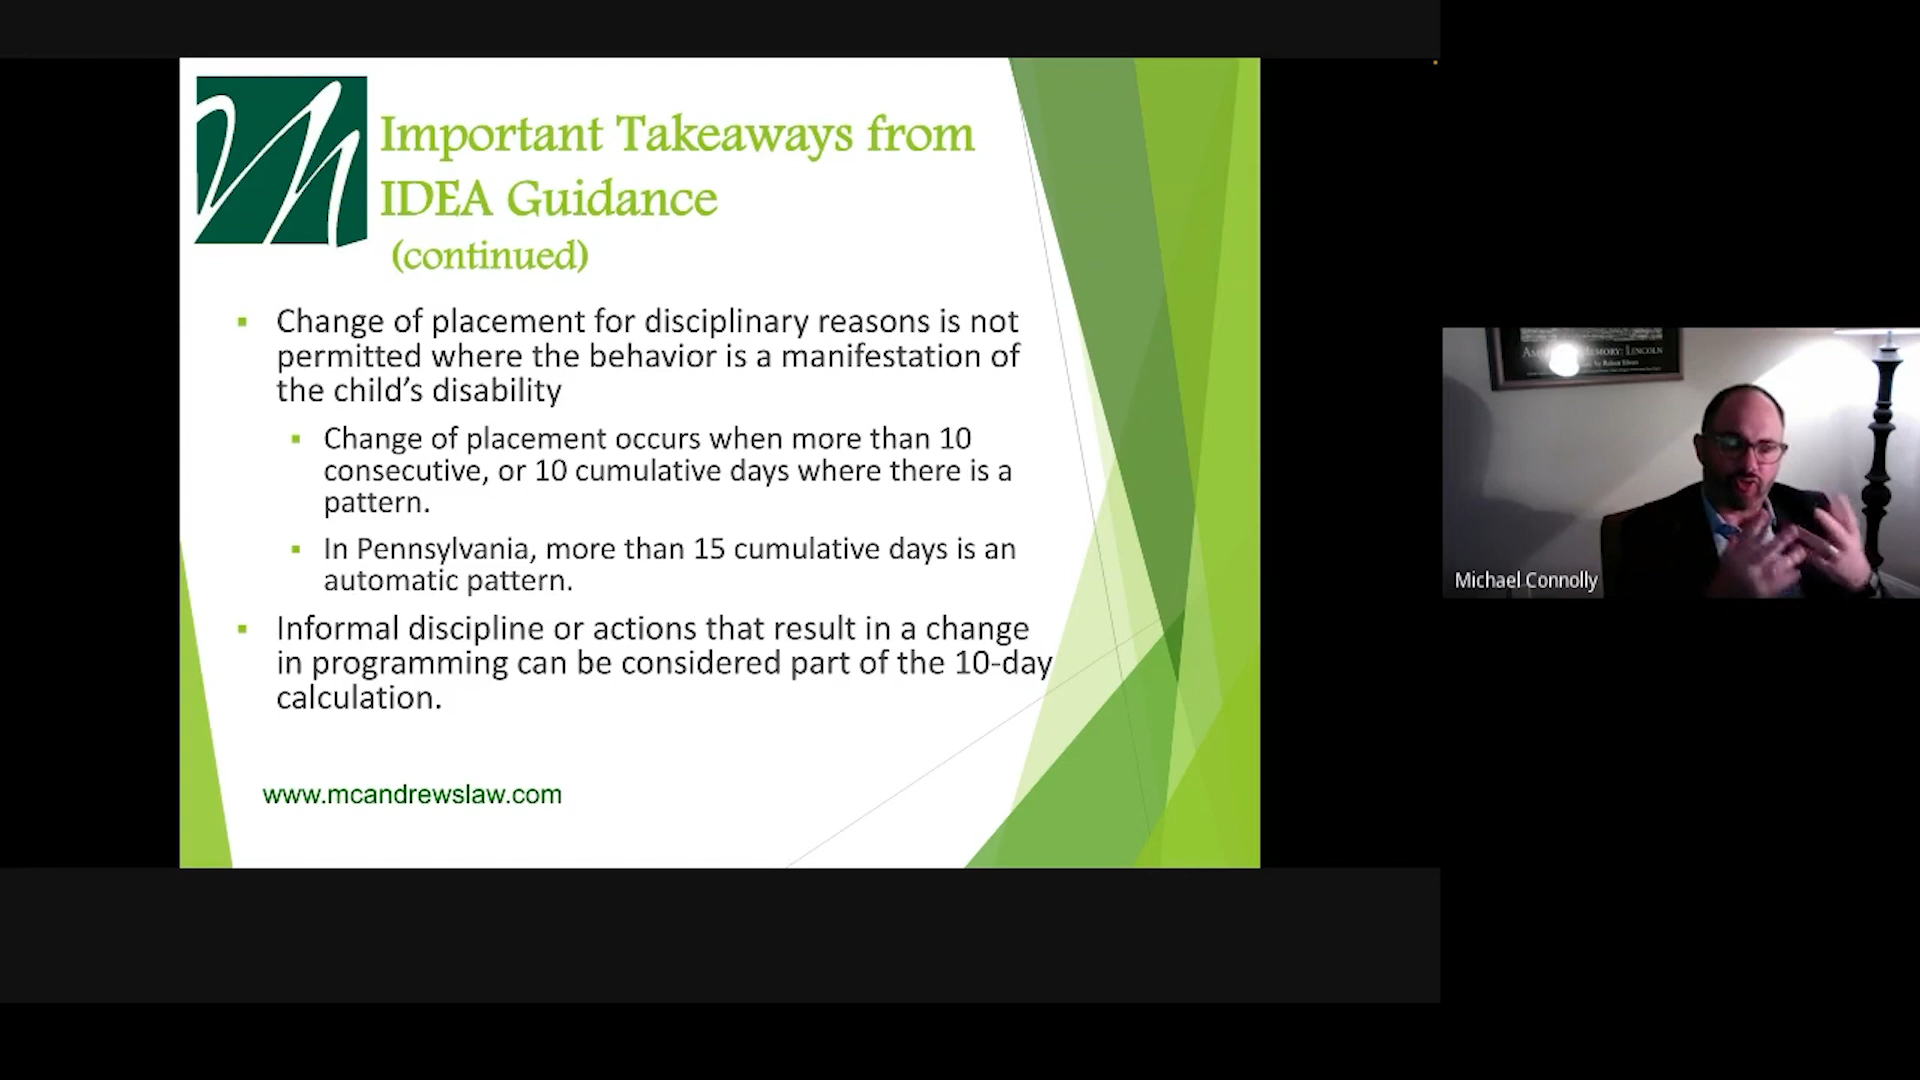 Important Takeaways from
IDEA Guidance
(continued)
▪ Change of placement for disciplinary reasons is not
permitted where the behavior is a manifestation of
the child’s disability
▪ Change of placement occurs when more than 10
consecutive, or 10 cumulative days where there is a
pattern.
▪ In Pennsylvania, more than 15 cumulative days is an
automatic pattern.
▪ Informal discipline or actions that result in a change
in programming can be considered part of the 10-day
calculation.
www.mcandrewslaw.com
LINCOLN
Michael Connolly